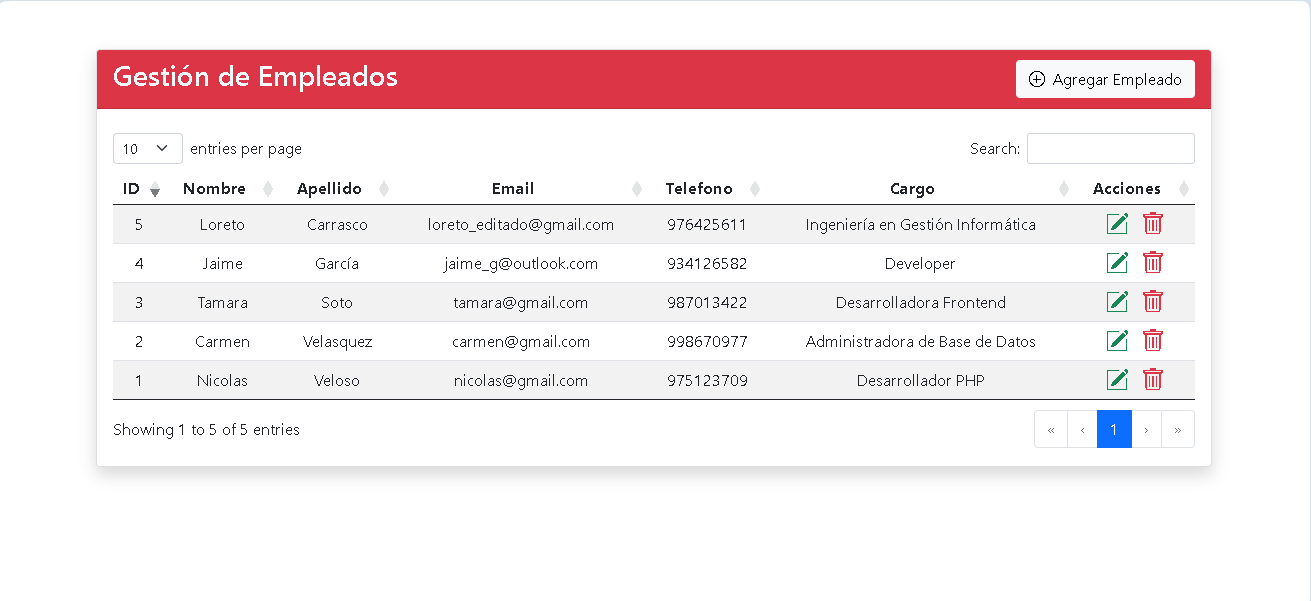 Gestión de Empleados Agregar Empleado
10 entries per page Search:
ID Nombre Apellido Email Telefono Cargo Acciones
5 Loreto Carrasco loreto_editado@gmail.com 976425611 Ingeniería en Gestión Informática
4 Jaime García jaime_g@outlook.com 934126582 Developer
3 Tamara Soto tamara@gmail.com 987013422 Desarrolladora Frontend
2 Carmen Velasquez carmen@gmail.com 998670977 Administradora de Base de Datos
1 Nicolas Veloso nicolas@gmail.com 975123709 Desarrollador PHP
Showing 1 to 5 of 5 entries « ‹ 1 › »